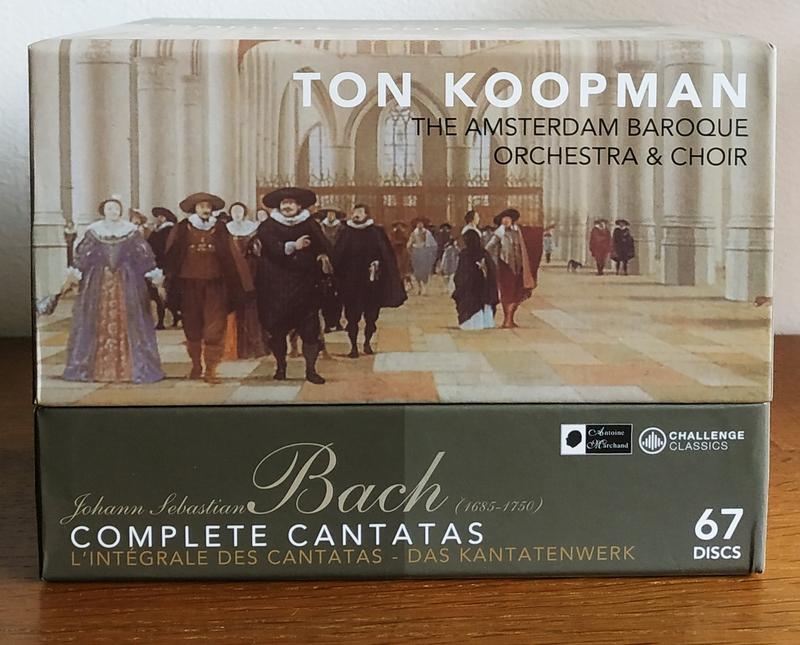 TON KOOPMAN
THE AMSTERDAM BAROQUE
ORCHESTRA & CHOIR
Antoine
Marchand
CHALLENGE
CLASSICS
Johann Sebastian Bach (1685-1750)
COMPLETE CANTATAS
L'INTÉGRALE DES CANTATAS - DAS KANTATENWERK
67
DISCS